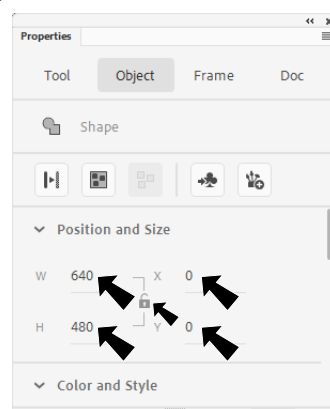 Properties
Tool Object Frame Doc
Shape
Position and Size
W 640 X 0
H 480 Y 0
Color and Style